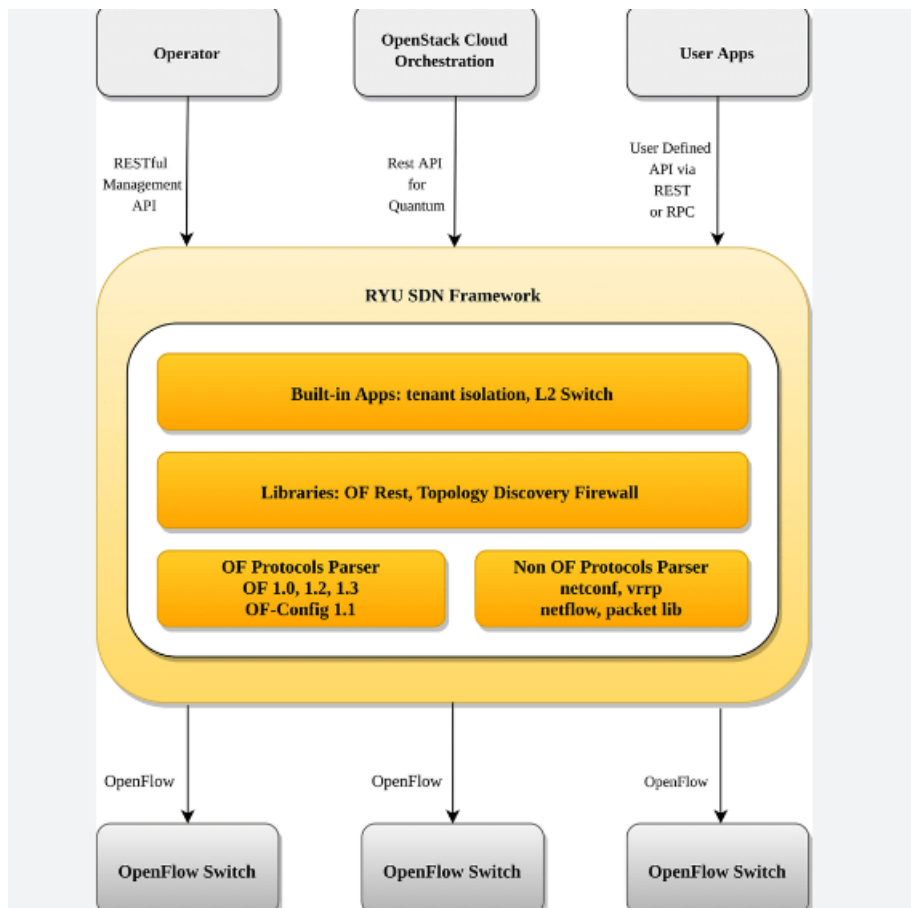 Operator
OpenStack Cloud
Orchestration
User Apps
RESTful
Management
API
Rest API
for
Quantum
User Defined
API via
REST
or RPC
RYU SDN Framework
Built-in Apps: tenant isolation, L2 Switch
Libraries: OF Rest, Topology Discovery Firewall
OF Protocols Parser
OF 1.0, 1.2, 1.3
OF-Config 1.1
Non OF Protocols Parser
netconf, vrrp
netflow, packet lib
OpenFlow
OpenFlow
OpenFlow
OpenFlow Switch
OpenFlow Switch
OpenFlow Switch